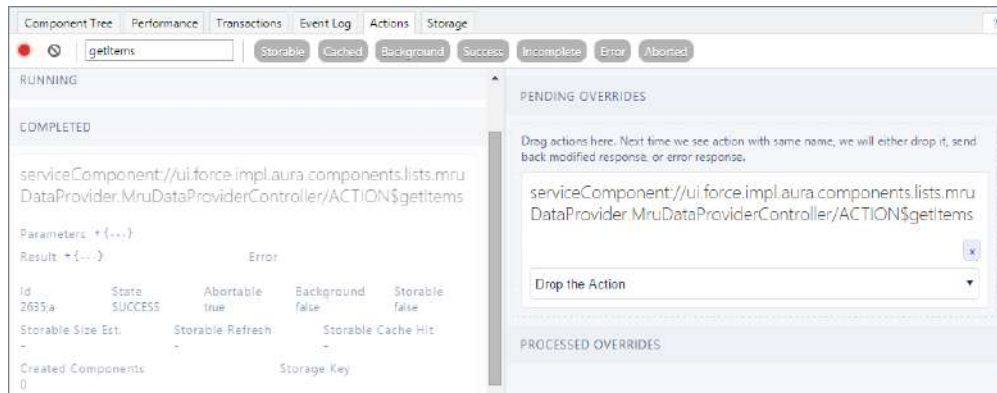 Component Tree Performance Transactions Event Log Actions Storage
getItems Storable Cached Background Success Incomplete Error Aborted
RUNNING
COMPLETED
serviceComponent://ui.force.impl.aura.components.lists.mru
DataProvider.MruDataProviderController/ACTION$getItems
Parameters +{...}
Result +{...} Error
Id State Abortable Background Storable
2635;a SUCCESS true false false
Storable Size Est. Storable Refresh Storable Cache Hit
- - -
Created Components Storage Key
0
PENDING OVERRIDES
Drag actions here. Next time we see action with same name, we will either drop it, send
back modified response, or error response.
serviceComponent://ui.force.impl.aura.components.lists.mru
DataProvider.MruDataProviderController/ACTION$getItems
x
Drop the Action
PROCESSED OVERRIDES